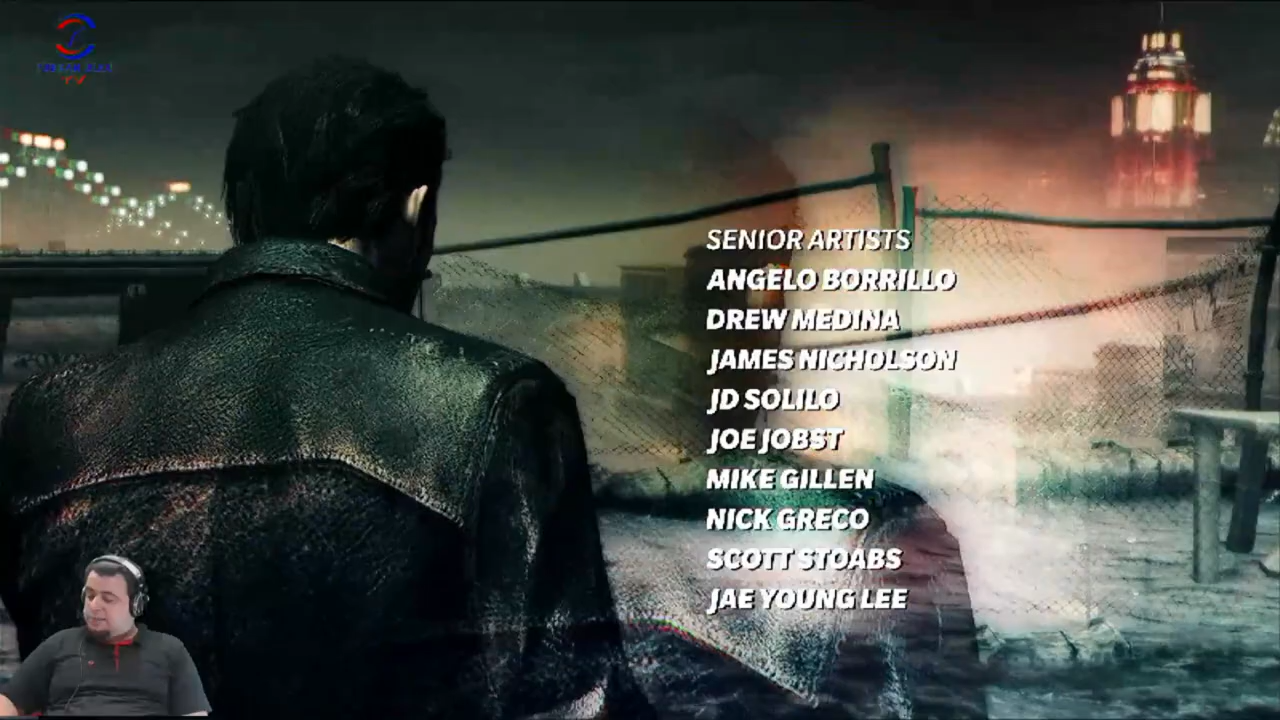 SENIOR ARTISTS
ANGELO BORRILLO
DREW MEDINA
JAMES NICHOLSON
JD SOLILO
JOE JOBST
MIKE GILLEN
NICK GRECO
SCOTT STOABS
JAE YOUNG LEE